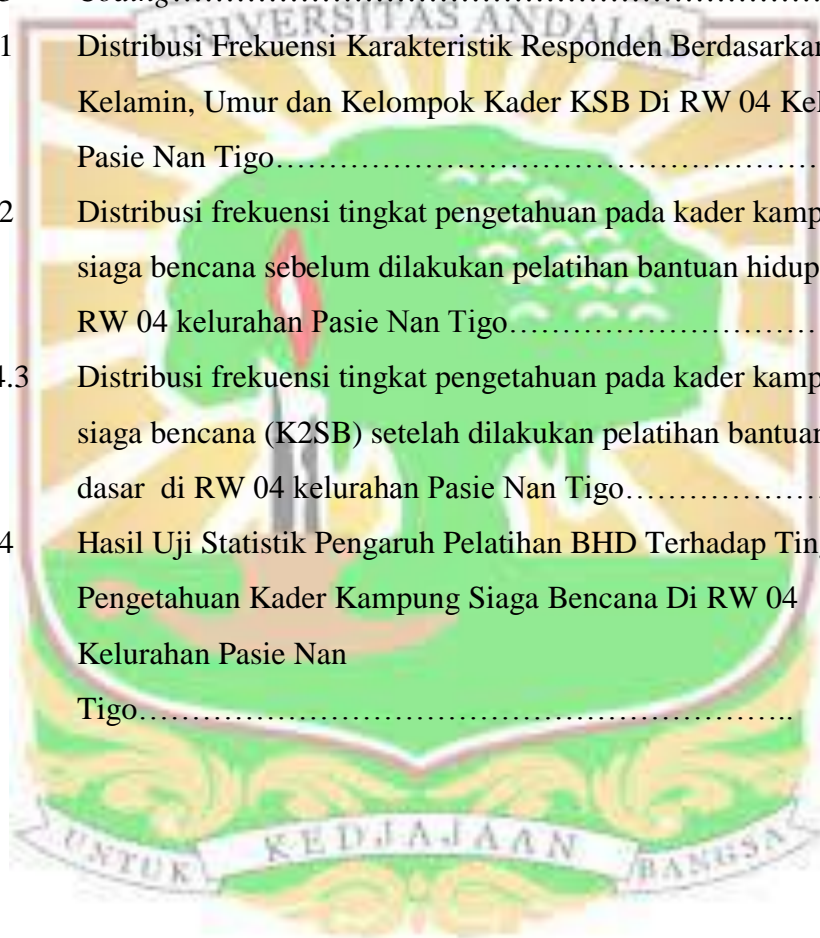 Coding……………………………………………………………
UNIVERSITAS ANDALAS
1 Distribusi Frekuensi Karakteristik Responden Berdasarkan
Kelamin, Umur dan Kelompok Kader KSB Di RW 04
Pasie Nan Tigo……………………………………………
2 Distribusi frekuensi tingkat pengetahuan pada kader
siaga bencana sebelum dilakukan pelatihan bantuan hidup
RW 04 kelurahan Pasie Nan Tigo…………………………
4.3 Distribusi frekuensi tingkat pengetahuan pada kader
siaga bencana (K2SB) setelah dilakukan pelatihan bantuan
dasar di RW 04 kelurahan Pasie Nan Tigo…………………
4 Hasil Uji Statistik Pengaruh Pelatihan BHD Terhadap
Pengetahuan Kader Kampung Siaga Bencana Di RW 04
Kelurahan Pasie Nan
Tigo……………………………………………………………..
UNTUK KEDJAJAAN BANGSA